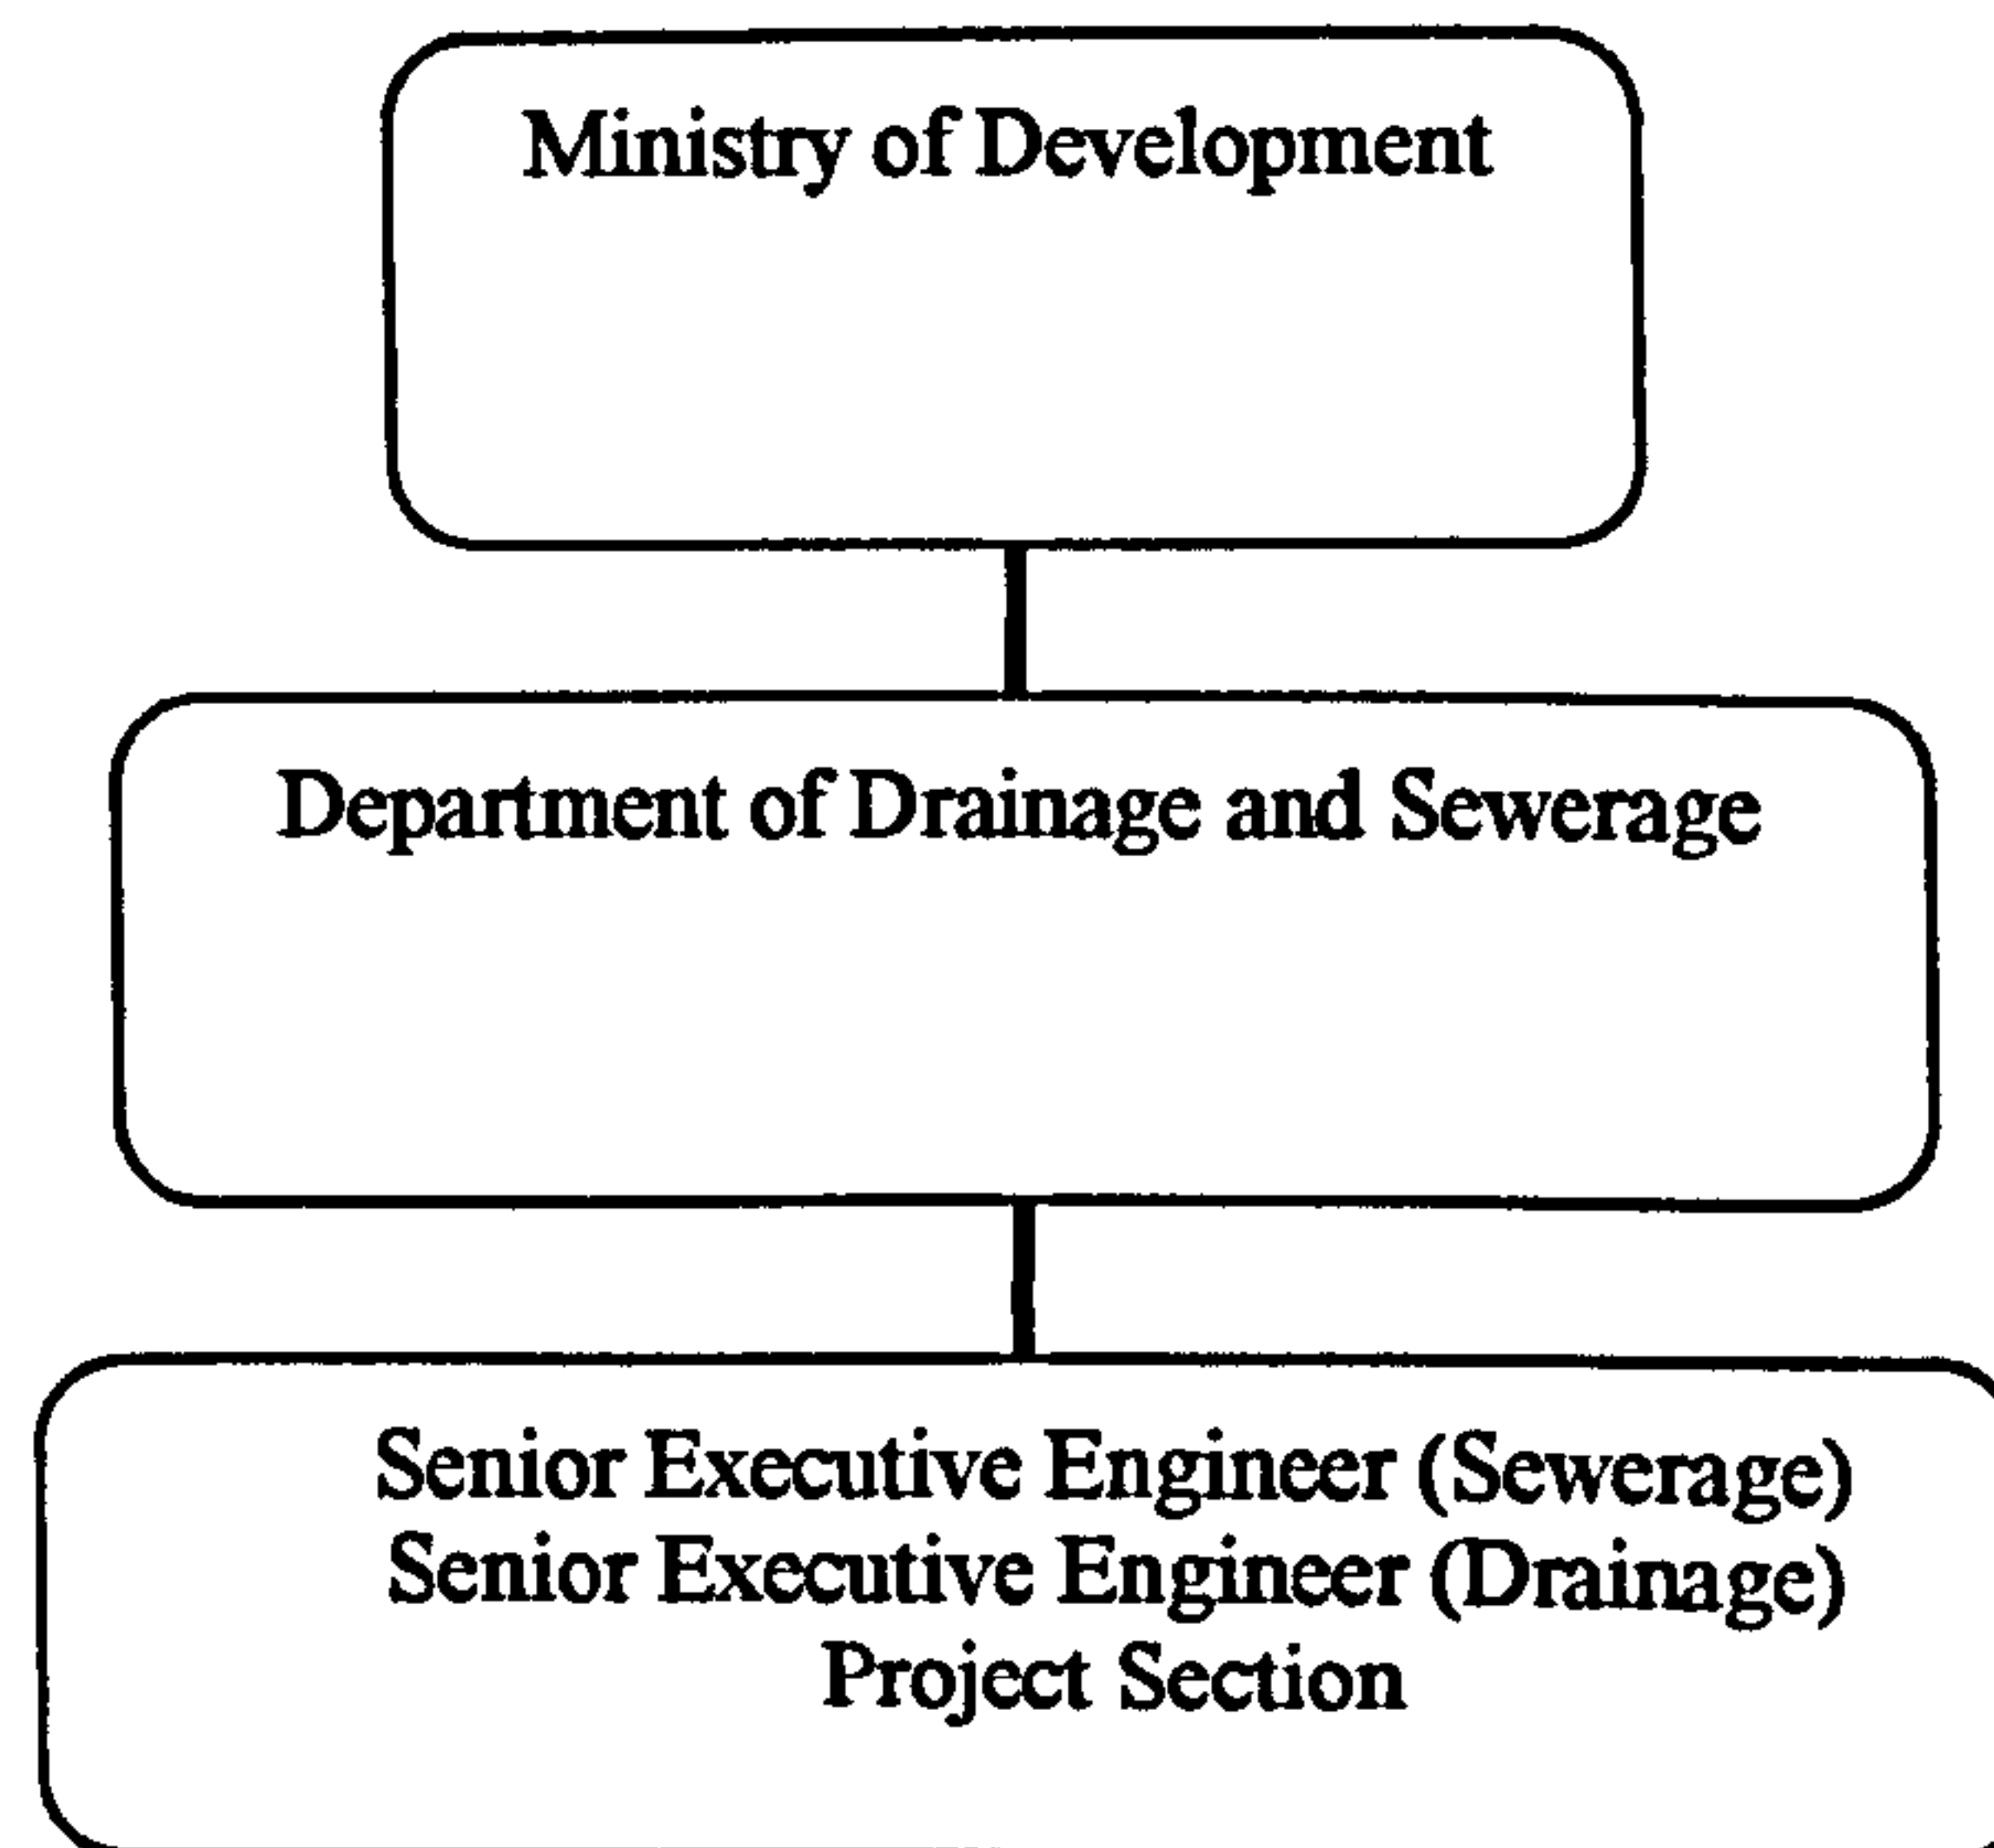 Ministry of Development
Department of Drainage and Sewerage
Senior Executive Engineer (Sewerage)
Senior Executive Engineer (Drainage)
Project Section